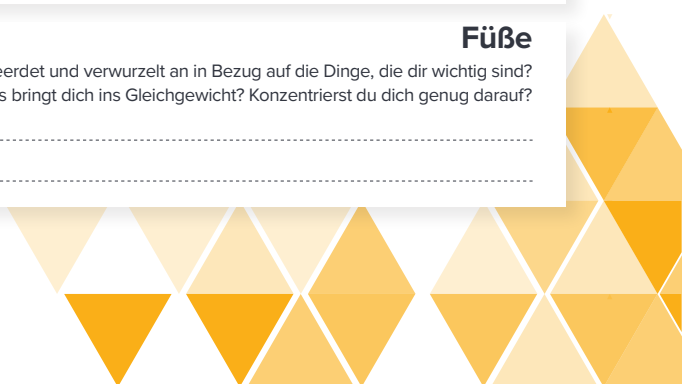 Füße
eerdet und verwurzelt an in Bezug auf die Dinge, die dir wichtig sind?
s bringt dich ins Gleichgewicht? Konzentrierst du dich genug darauf?